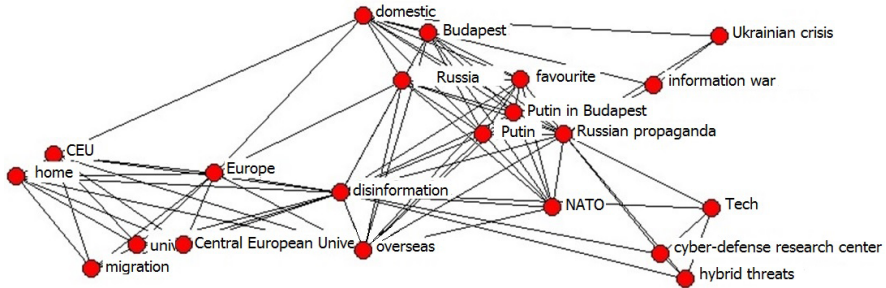 domestic
Budapest
Ukrainian crisis
Russia
favourite
information war
Putin in Budapest
Putin
Russian propaganda
CEU
home
Europe
disinformation
NATO
Tech
univ
Central European Unive
overseas
cyber-defense research center
migration
hybrid threats